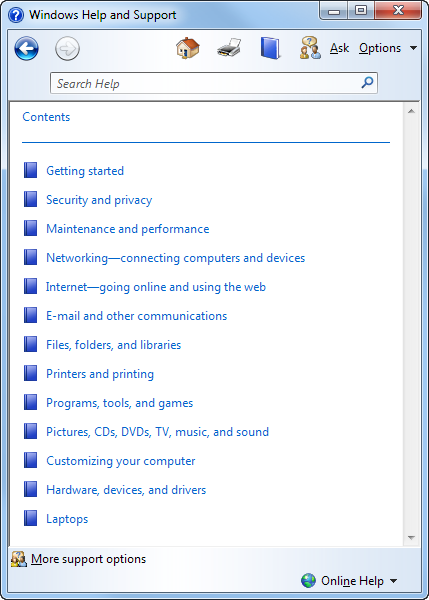 Windows Help and Support
Ask Options
Search Help
Contents
Getting started
Security and privacy
Maintenance and performance
Networking—connecting computers and devices
Internet—going online and using the web
E-mail and other communications
Files, folders, and libraries
Printers and printing
Programs, tools, and games
Pictures, CDs, DVDs, TV, music, and sound
Customizing your computer
Hardware, devices, and drivers
Laptops
More support options
Online Help